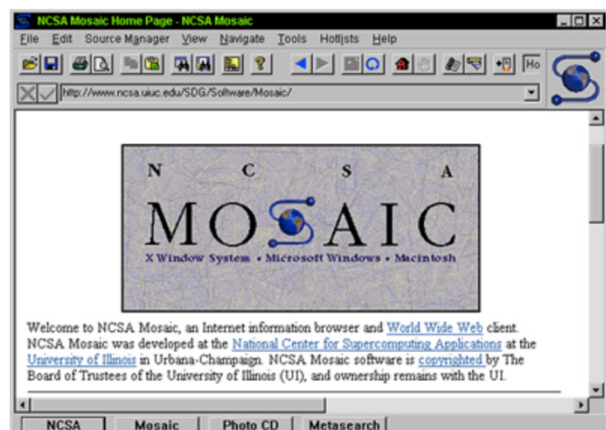 NCSA Mosaic Home Page - NCSA Mosaic
File Edit Source Manager View Navigate Tools Hotlists Help
Ho
http://www.ncsa.uiuc.edu/SDG/Software/Mosaic/
N C S A
MOSAIC
X Window System • Microsoft Windows • Macintosh
Welcome to NCSA Mosaic, an Internet information browser and World Wide Web client.
NCSA Mosaic was developed at the National Center for Supercomputing Applications at the
University of Illinois in Urbana-Champaign. NCSA Mosaic software is copyrighted by The
Board of Trustees of the University of Illinois (UI), and ownership remains with the UI.
NCSA Mosaic Photo CD Metasearch